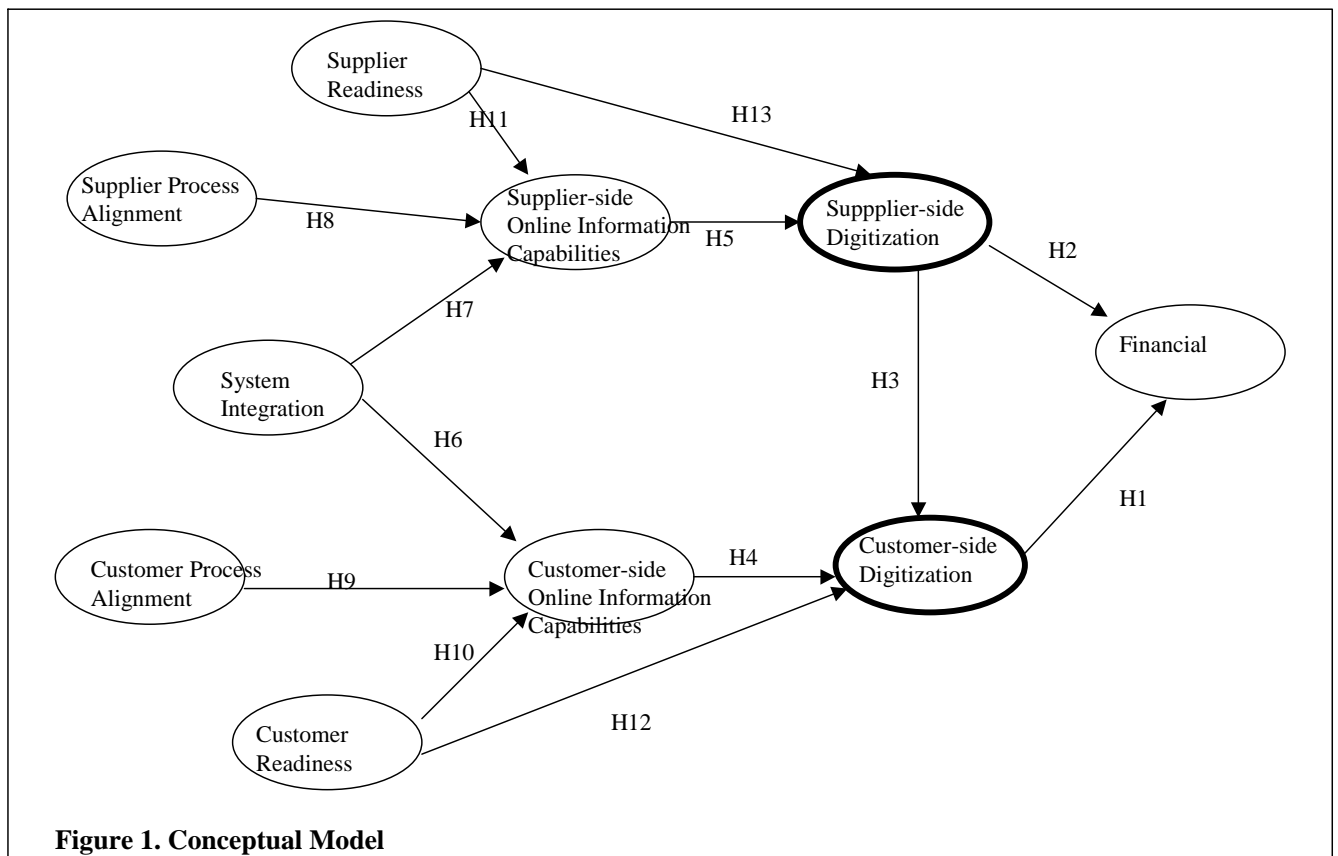 Supplier
Readiness
H11
H13
Supplier Process
Alignment
H8
Supplier-side
Online Information
Capabilities
H5
Suppplier-side
Digitization
H2
H7
Financial
System
Integration
H3
H6
H1
Customer Process
Alignment
H9
Customer-side
Online Information
Capabilities
H4
Customer-side
Digitization
H10
H12
Customer
Readiness
Figure 1. Conceptual Model